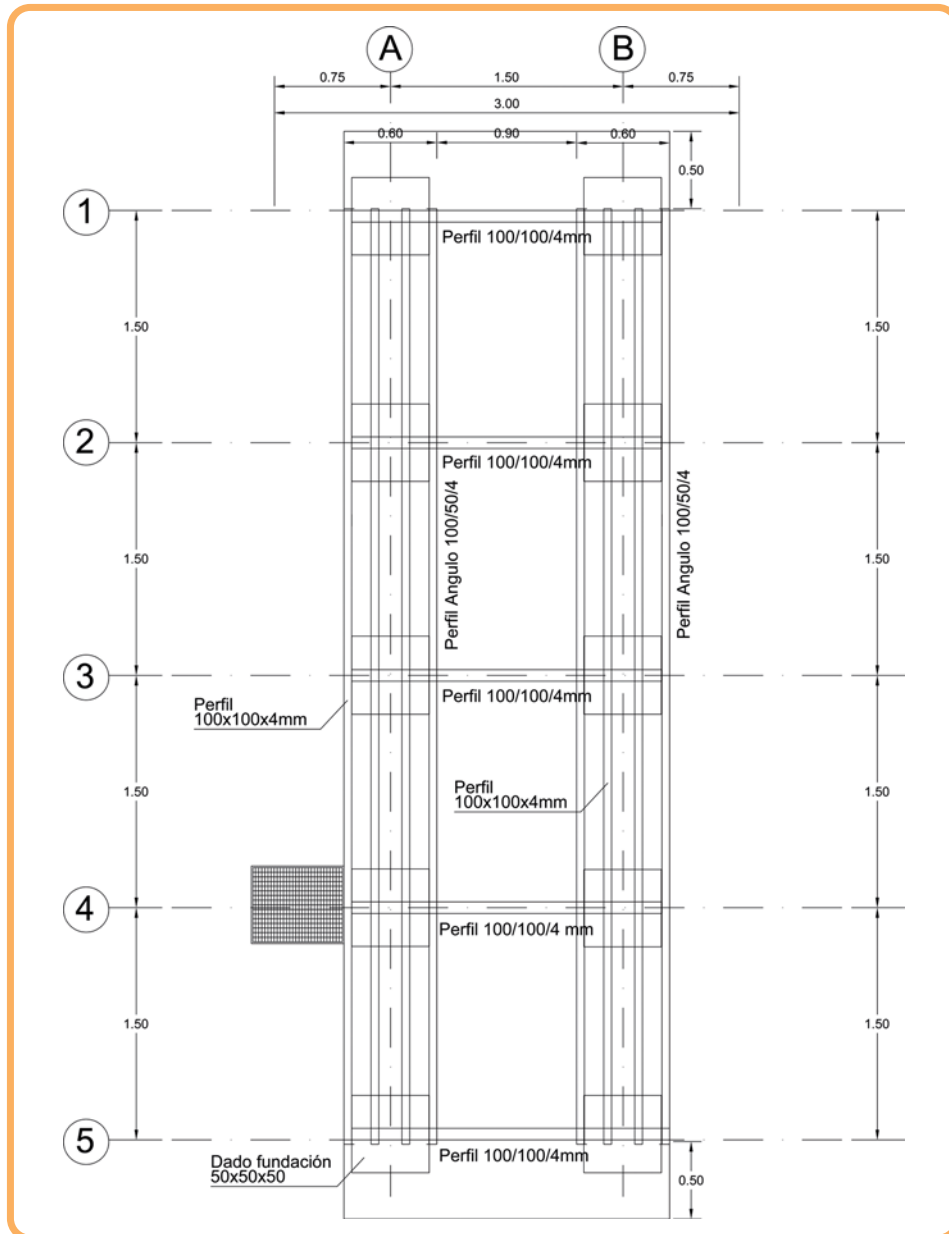 A
B
0.75
1.50
0.75
3.00
0.60
0.90
0.60
0.50
1
Perfil 100/100/4mm
1.50
1.50
2
Perfil 100/100/4mm
Perfil Angulo 100/50/4
Perfil Angulo 100/50/4
1.50
1.50
3
Perfil 100/100/4mm
Perfil
100x100x4mm
Perfil
100x100x4mm
1.50
1.50
4
Perfil 100/100/4 mm
1.50
1.50
5
Perfil 100/100/4mm
Dado fundación
50x50x50
0.50